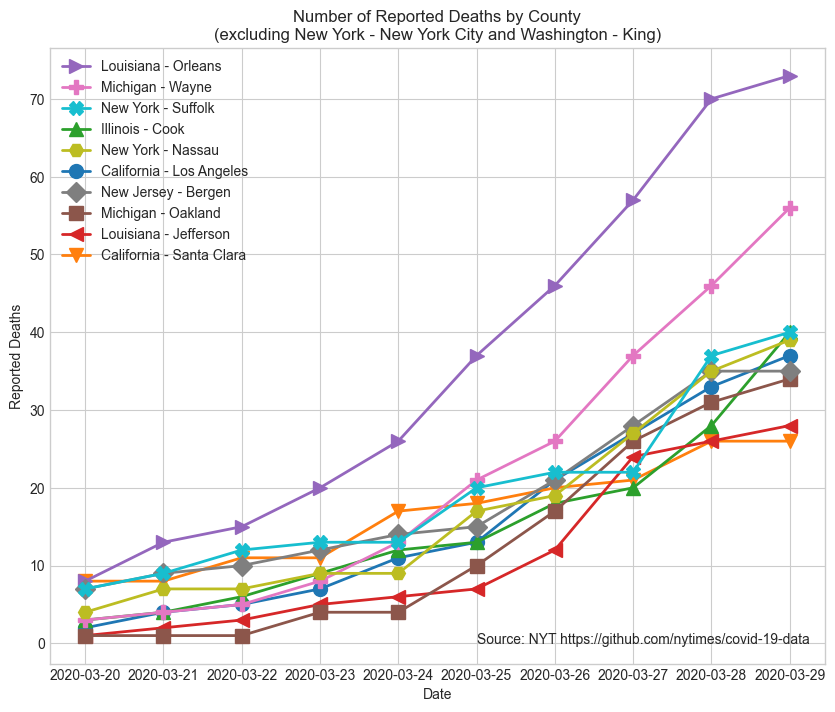 Number of Reported Deaths by County
(excluding New York - New York City and Washington - King)
Louisiana - Orleans
Michigan - Wayne
New York - Suffolk
Illinois - Cook
New York - Nassau
California - Los Angeles
New Jersey - Bergen
Michigan - Oakland
Louisiana - Jefferson
California - Santa Clara
Reported Deaths
70
60
50
40
30
20
10
0
Source: NYT https://github.com/nytimes/covid-19-data
2020-03-20 2020-03-21 2020-03-22 2020-03-23 2020-03-24 2020-03-25 2020-03-26 2020-03-27 2020-03-28 2020-03-29
Date